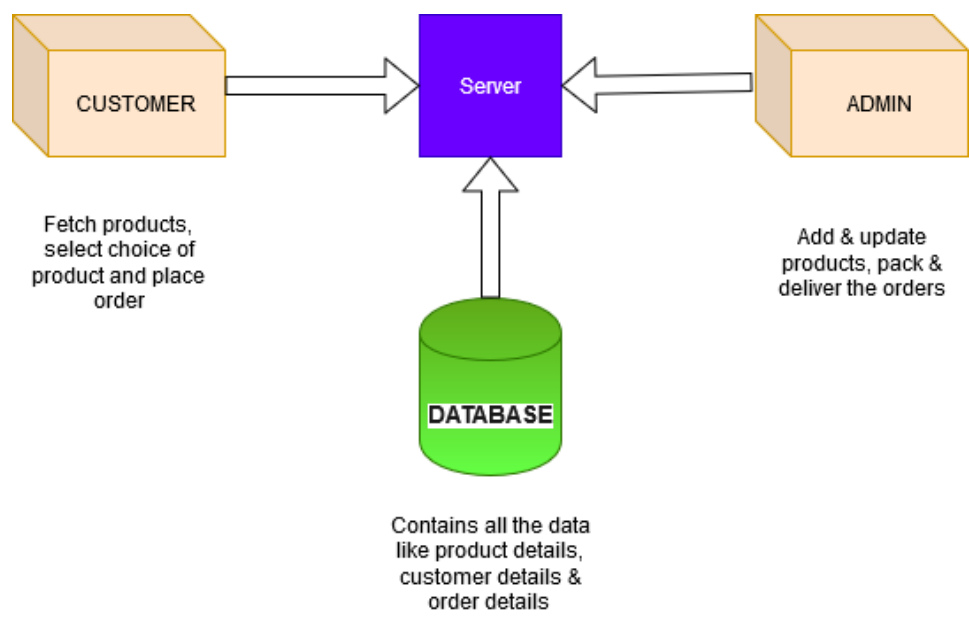 CUSTOMER
Server
ADMIN
Fetch products,
select choice of
product and place
order
Add & update
products, pack &
deliver the orders
DATABASE
Contains all the data
like product details,
customer details &
order details